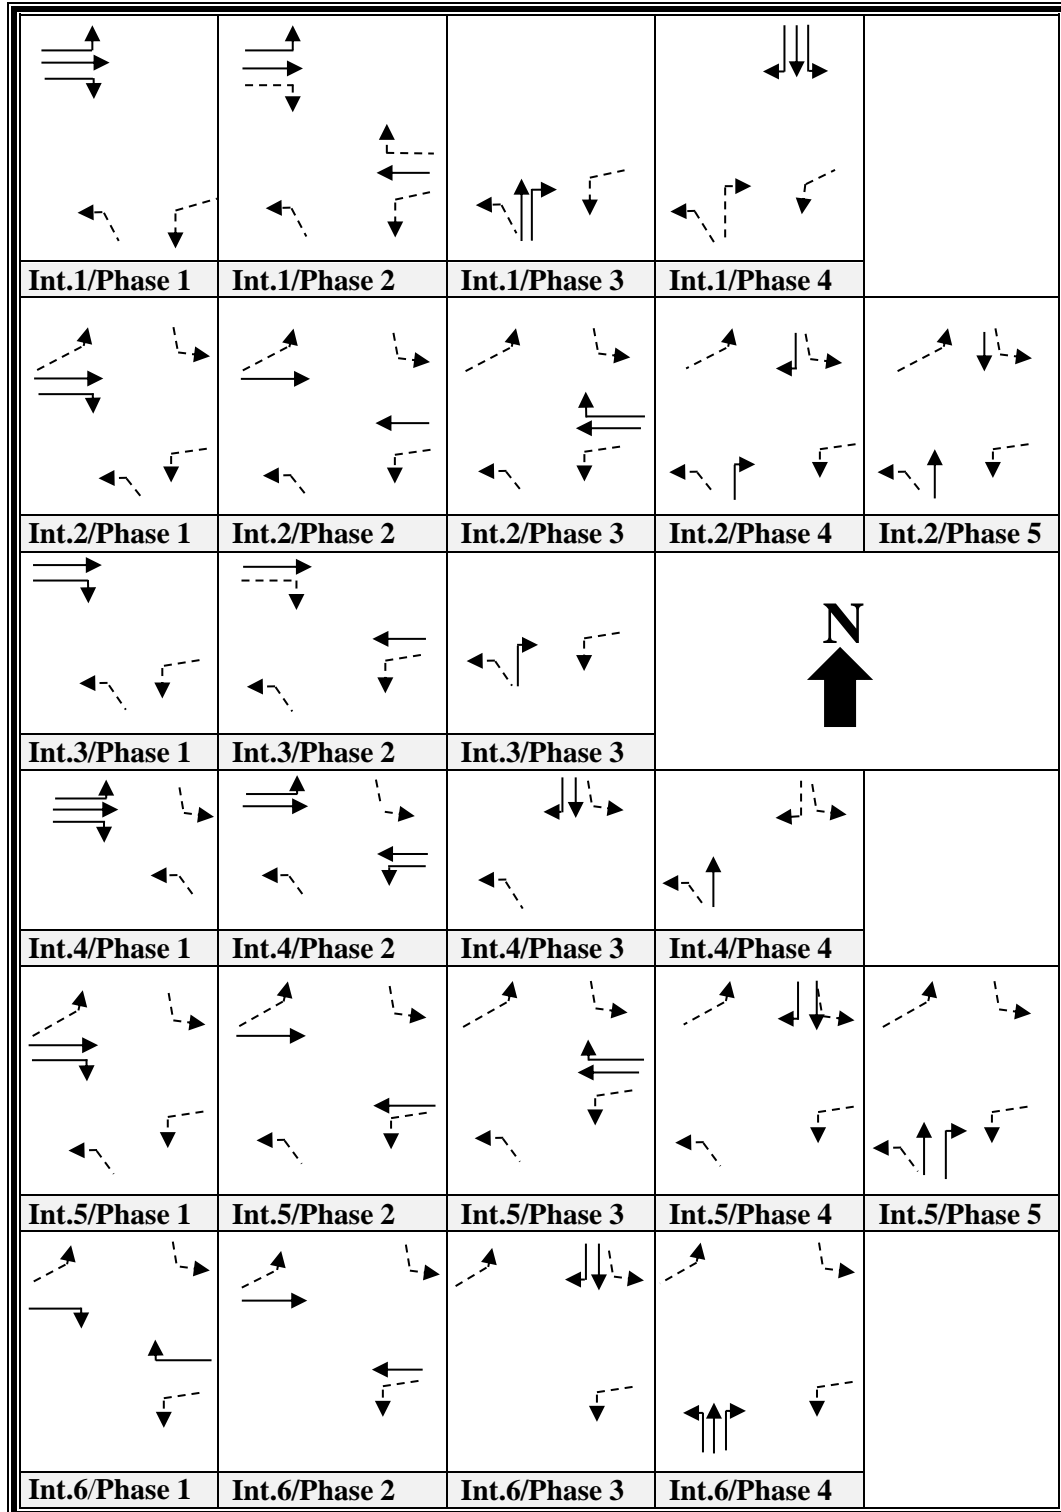 Int.1/Phase 1 Int.1/Phase 2 Int.1/Phase 3 Int.1/Phase 4
Int.2/Phase 1 Int.2/Phase 2 Int.2/Phase 3 Int.2/Phase 4 Int.2/Phase 5
N
Int.3/Phase 1 Int.3/Phase 2 Int.3/Phase 3
Int.4/Phase 1 Int.4/Phase 2 Int.4/Phase 3 Int.4/Phase 4
Int.5/Phase 1 Int.5/Phase 2 Int.5/Phase 3 Int.5/Phase 4 Int.5/Phase 5
Int.6/Phase 1 Int.6/Phase 2 Int.6/Phase 3 Int.6/Phase 4